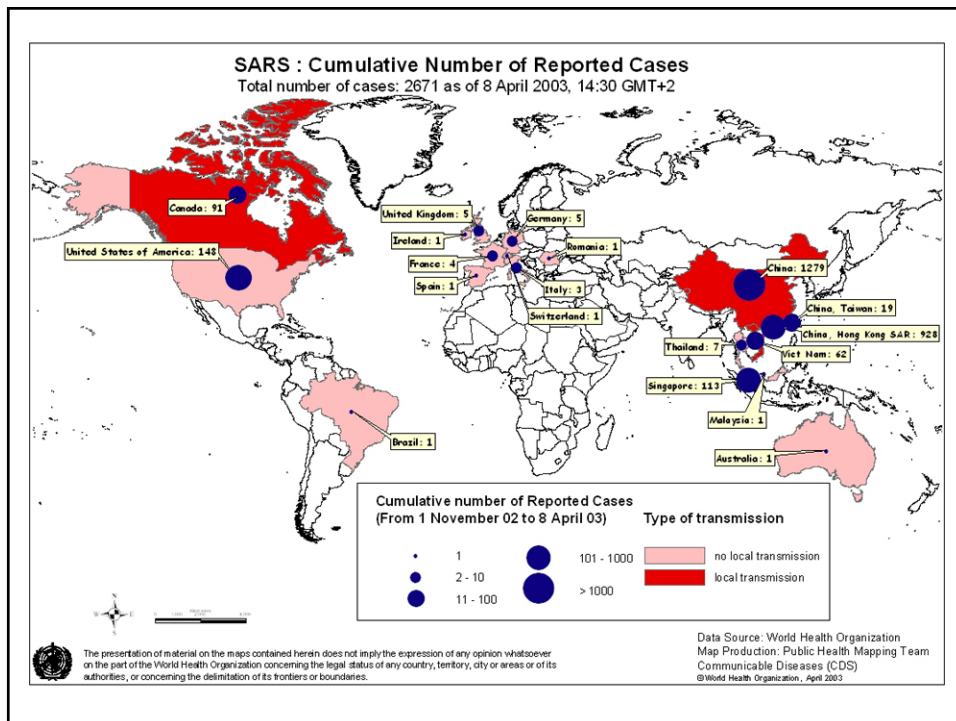 SARS : Cumulative Number of Reported Cases
Total number of cases: 2671 as of 8 April 2003, 14:30 GMT+2
Canada: 91
United States of America: 148
United Kingdom: 5
Germany: 5
Ireland: 1
Romania: 1
France: 4
Spain: 1
Italy: 3
Switzerland: 1
China: 1279
China, Taiwan: 19
China, Hong Kong SAR: 928
Thailand: 7
Viet Nam: 62
Singapore: 113
Malaysia: 1
Brazil: 1
Australia: 1
Cumulative number of Reported Cases
(From 1 November 02 to 8 April 03)
1
2 - 10
11 - 100
101 - 1000
> 1000
Type of transmission
no local transmission
local transmission
N
W E
S
The presentation of material on the maps contained herein does not imply the expression of any opinion whatsoever
on the part of the World Health Organization concerning the legal status of any country, territory, city or areas or of its
authorities, or concerning the delimitation of its frontiers or boundaries.
Data Source: World Health Organization
Map Production: Public Health Mapping Team
Communicable Diseases (CDS)
©World Health Organization, April 2003